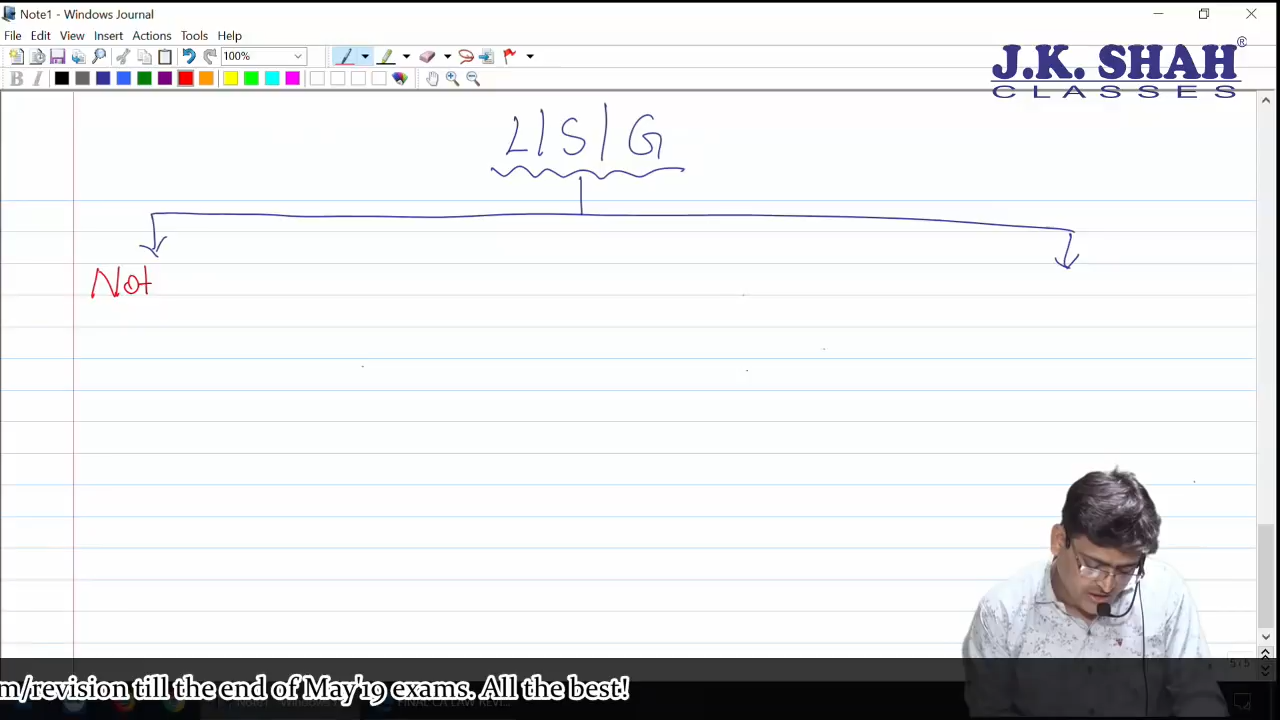 Note1 - Windows Journal
File Edit View Insert Actions Tools Help
100%
B I
J.K. SHAH®
CLASSES
L|S|G
Not
m/revision till the end of May'19 exams. All the best!